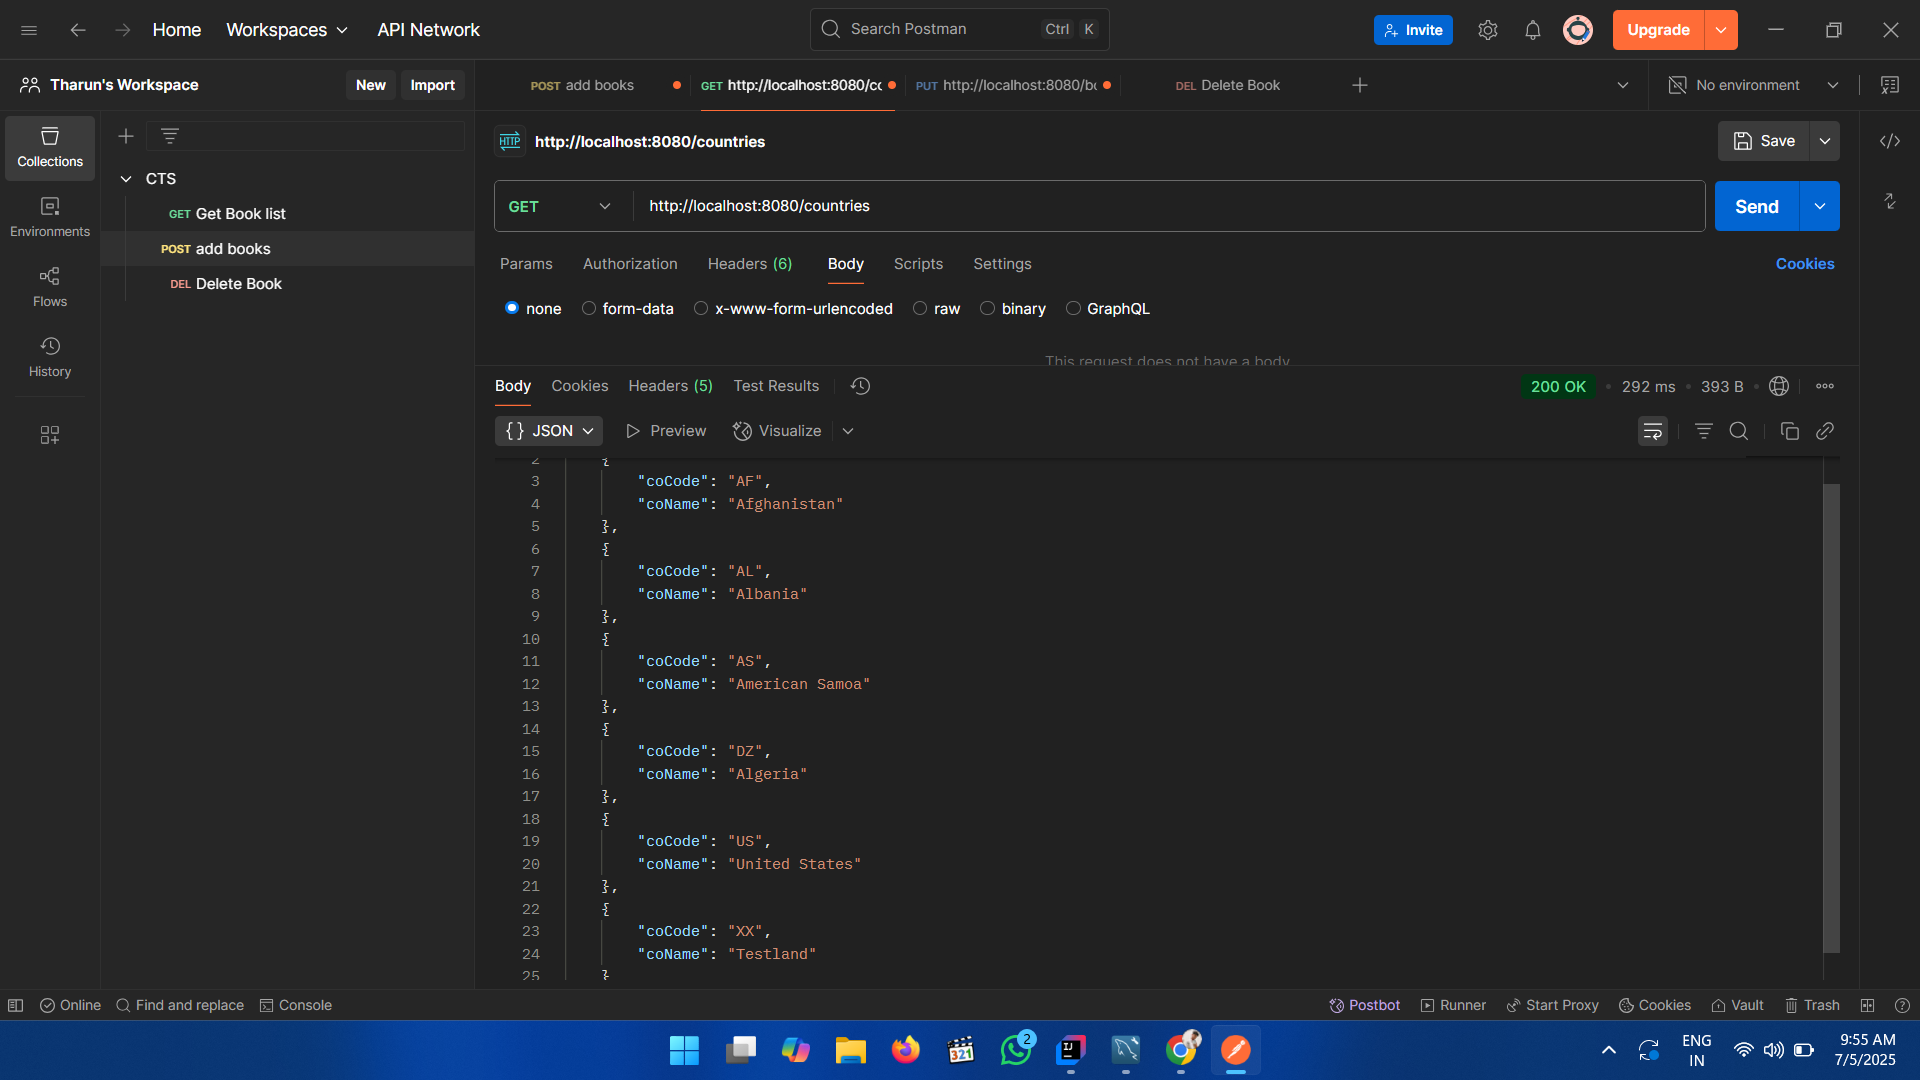 Home
Workspaces
API Network
Search Postman
Ctrl K
Invite
Upgrade
Tharun's Workspace
New
Import
POST add books
GET http://localhost:8080/cc
PUT http://localhost:8080/bc
DEL Delete Book
No environment
Collections
Environments
Flows
History
CTS
GET Get Book list
POST add books
DEL Delete Book
HTTP http://localhost:8080/countries
Save
GET http://localhost:8080/countries
Send
Params Authorization Headers (6) Body Scripts Settings
Cookies
none form-data x-www-form-urlencoded raw binary GraphQL
This request does not have a body
Body Cookies Headers (5) Test Results
200 OK • 292 ms • 393 B •
{} JSON Preview Visualize
2 {
3 "coCode": "AF",
4 "coName": "Afghanistan"
5 },
6 {
7 "coCode": "AL",
8 "coName": "Albania"
9 },
10 {
11 "coCode": "AS",
12 "coName": "American Samoa"
13 },
14 {
15 "coCode": "DZ",
16 "coName": "Algeria"
17 },
18 {
19 "coCode": "US",
20 "coName": "United States"
21 },
22 {
23 "coCode": "XX",
24 "coName": "Testland"
25 }
Online Find and replace Console
Postbot Runner Start Proxy Cookies Vault Trash
321
2
IJ
ENG
IN
9:55 AM
7/5/2025